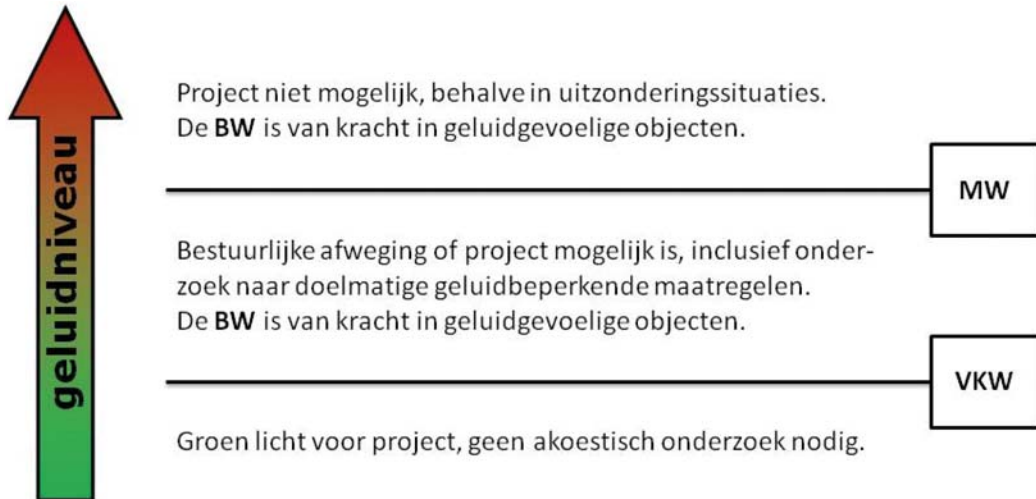 geluidniveau
Project niet mogelijk, behalve in uitzonderingssituaties.
De BW is van kracht in geluidgevoelige objecten.
MW
Bestuurlijke afweging of project mogelijk is, inclusief onder-
zoek naar doelmatige geluidbeperkende maatregelen.
De BW is van kracht in geluidgevoelige objecten.
VKW
Groen licht voor project, geen akoestisch onderzoek nodig.